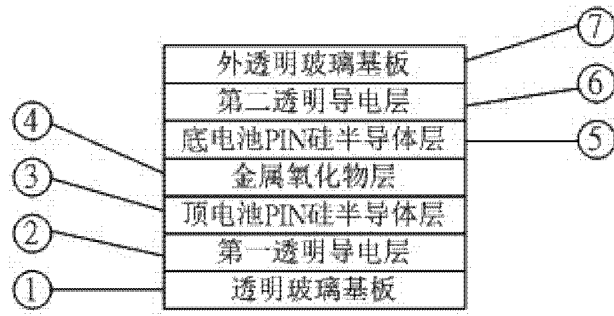 ⑦
外透明玻璃基板
⑥
第二透明导电层
④
底电池PIN硅半导体层
⑤
金属氧化物层
③
顶电池PIN硅半导体层
②
第一透明导电层
①
透明玻璃基板